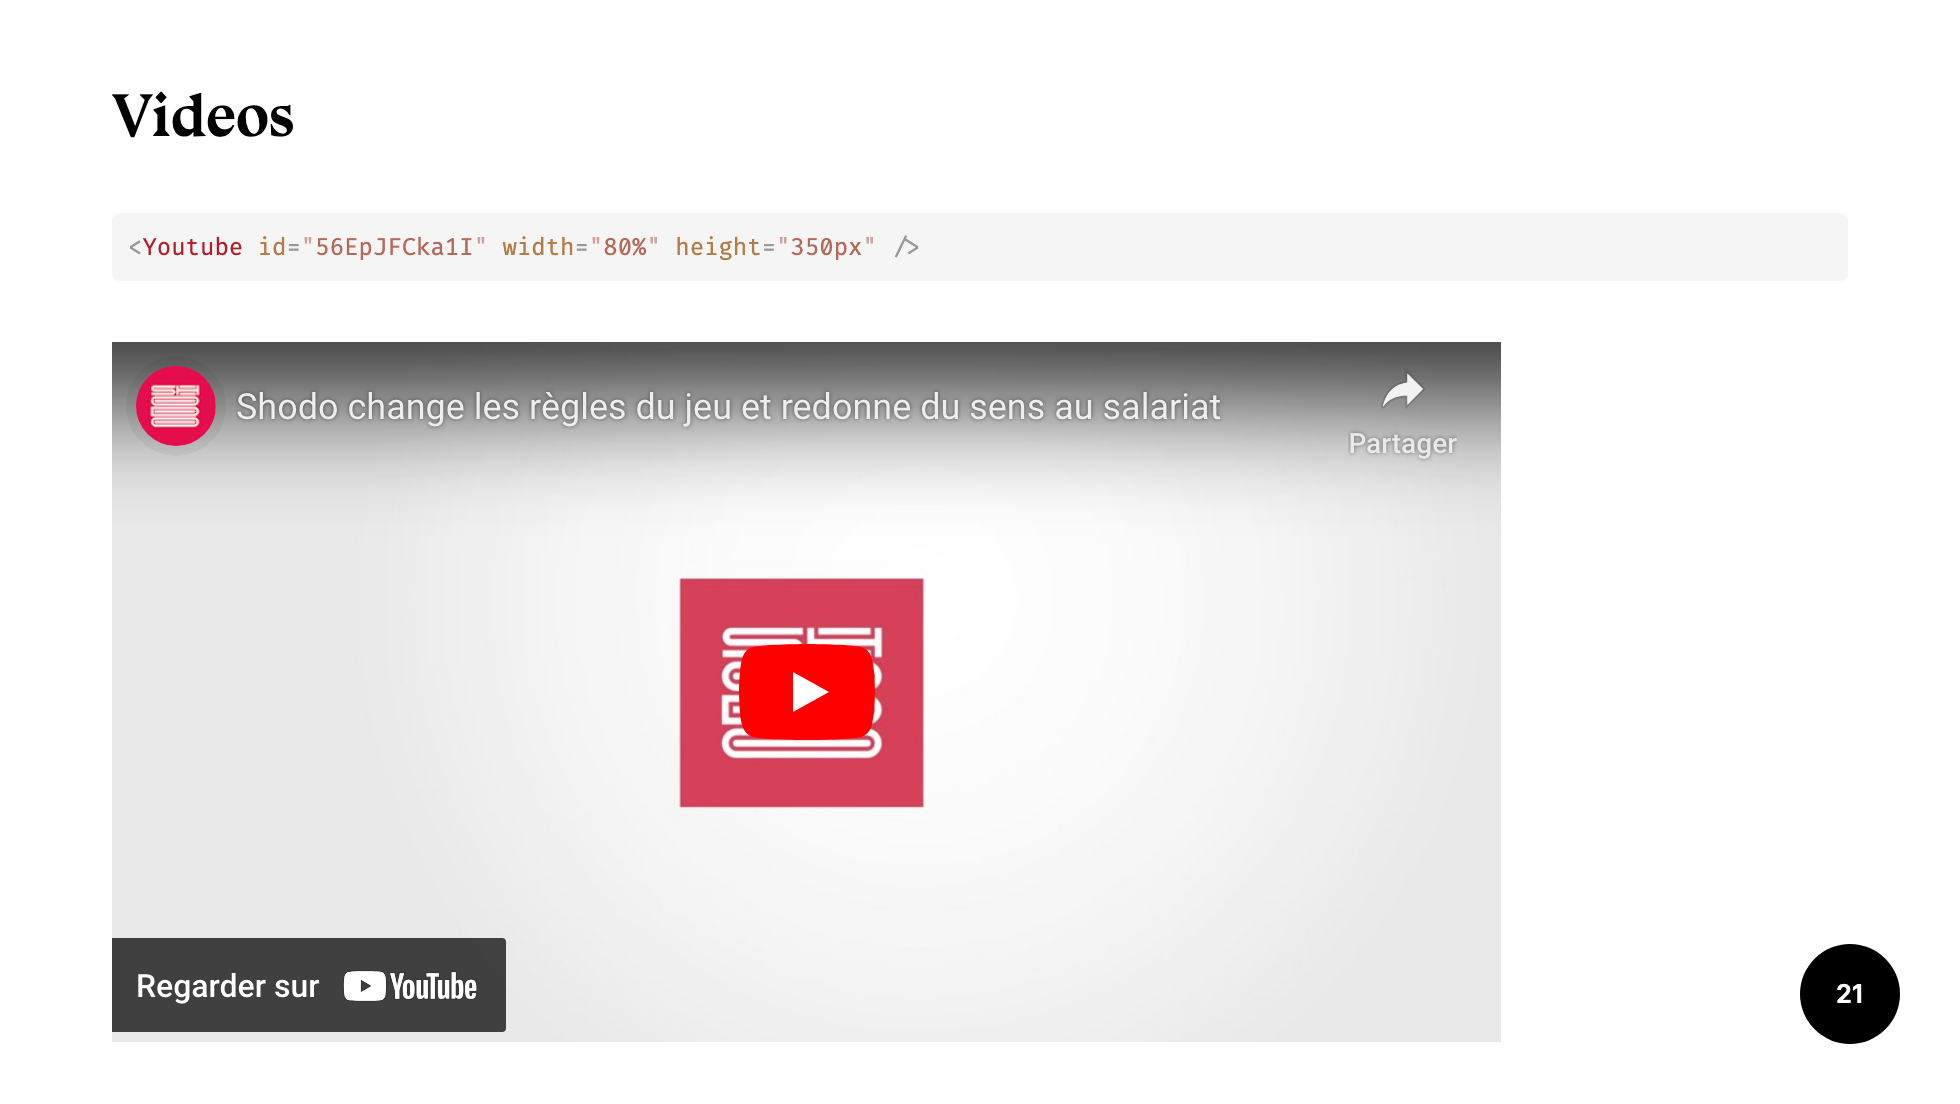 Videos
<Youtube id="56EpJFCka1I" width="80%" height="350px" />
Shodo change les règles du jeu et redonne du sens au salariat
Partager
Regarder sur YouTube
21